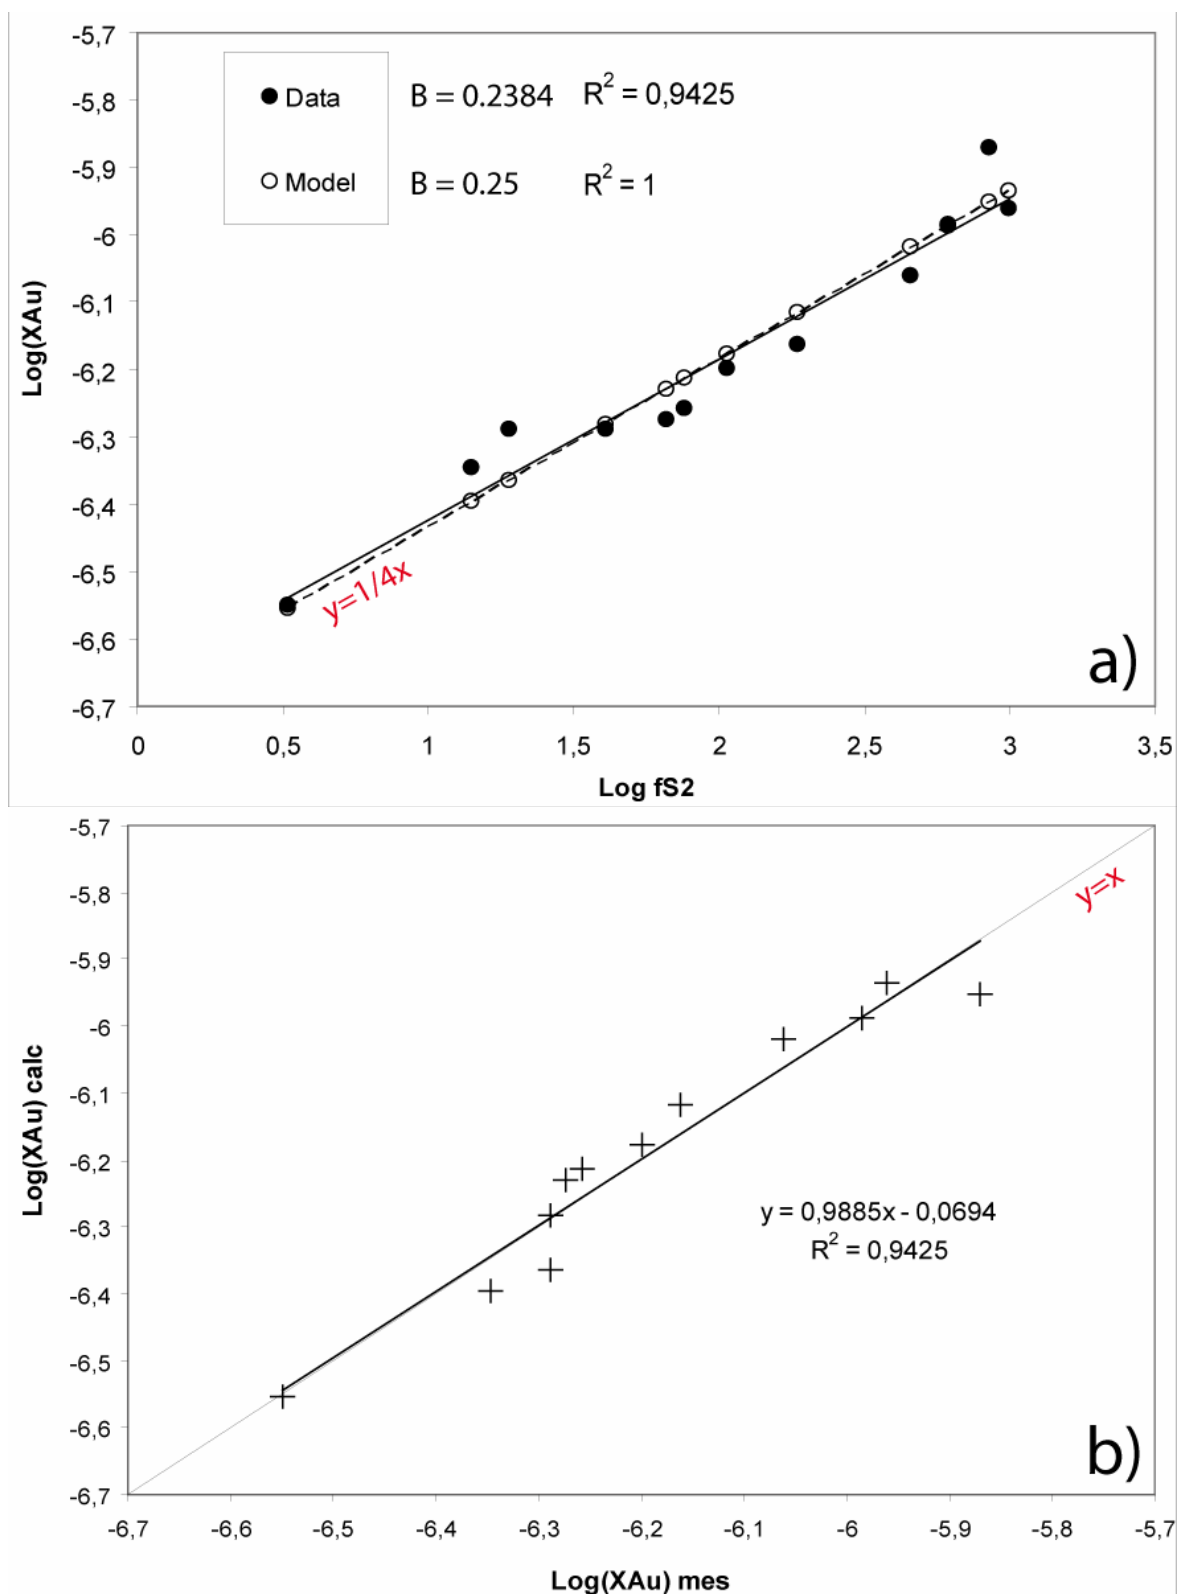 -5,7
-5,8
-5,9
-6
-6,1
-6,2
-6,3
-6,4
-6,5
-6,6
-6,7
Log(XAu)
Data B = 0.2384 R² = 0,9425
Model B = 0.25 R² = 1
y=1/4x
a)
0 0,5 1 1,5 2 2,5 3 3,5
Log fS2
-5,7
-5,8
-5,9
-6
-6,1
-6,2
-6,3
-6,4
-6,5
-6,6
-6,7
Log(XAu) calc
y=x
y = 0,9885x - 0,0694
R² = 0,9425
b)
-6,7 -6,6 -6,5 -6,4 -6,3 -6,2 -6,1 -6 -5,9 -5,8 -5,7
Log(XAu) mes